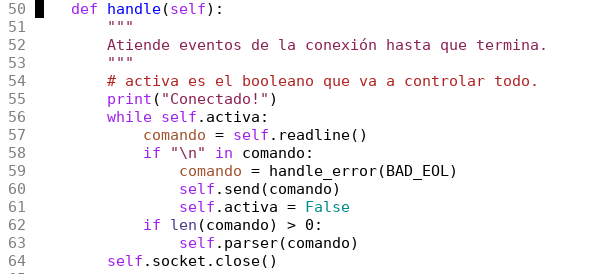 50     def handle(self):
51         """
52         Atiende eventos de la conexión hasta que termina.
53         """
54         # activa es el booleano que va a controlar todo.
55         print("Conectado!")
56         while self.activa:
57             comando = self.readline()
58             if "\n" in comando:
59                 comando = handle_error(BAD_EOL)
60                 self.send(comando)
61                 self.activa = False
62             if len(comando) > 0:
63                 self.parser(comando)
64         self.socket.close()